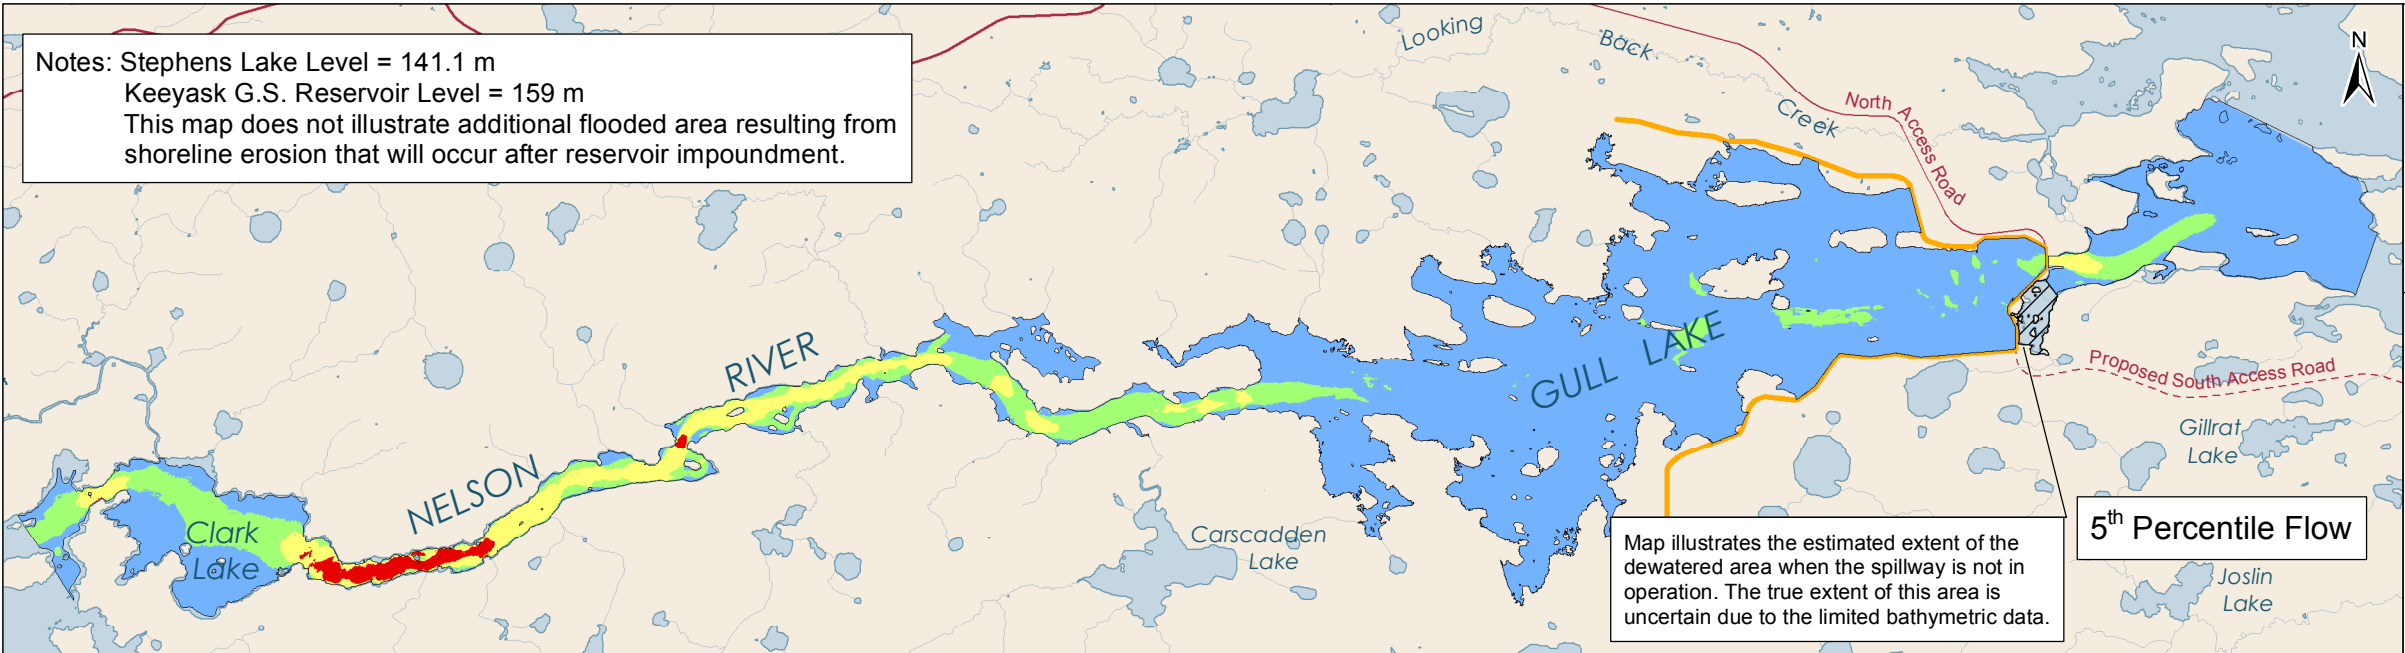 Notes: Stephens Lake Level = 141.1 m
Keeyask G.S. Reservoir Level = 159 m
This map does not illustrate additional flooded area resulting from
shoreline erosion that will occur after reservoir impoundment.
Looking
Back
Creek
North Access Road
N
RIVER
NELSON
GULL LAKE
Clark
Lake
Carscadden
Lake
Proposed South Access Road
Gillrat
Lake
5th Percentile Flow
Map illustrates the estimated extent of the
dewatered area when the spillway is not in
operation. The true extent of this area is
uncertain due to the limited bathymetric data.
Joslin
Lake